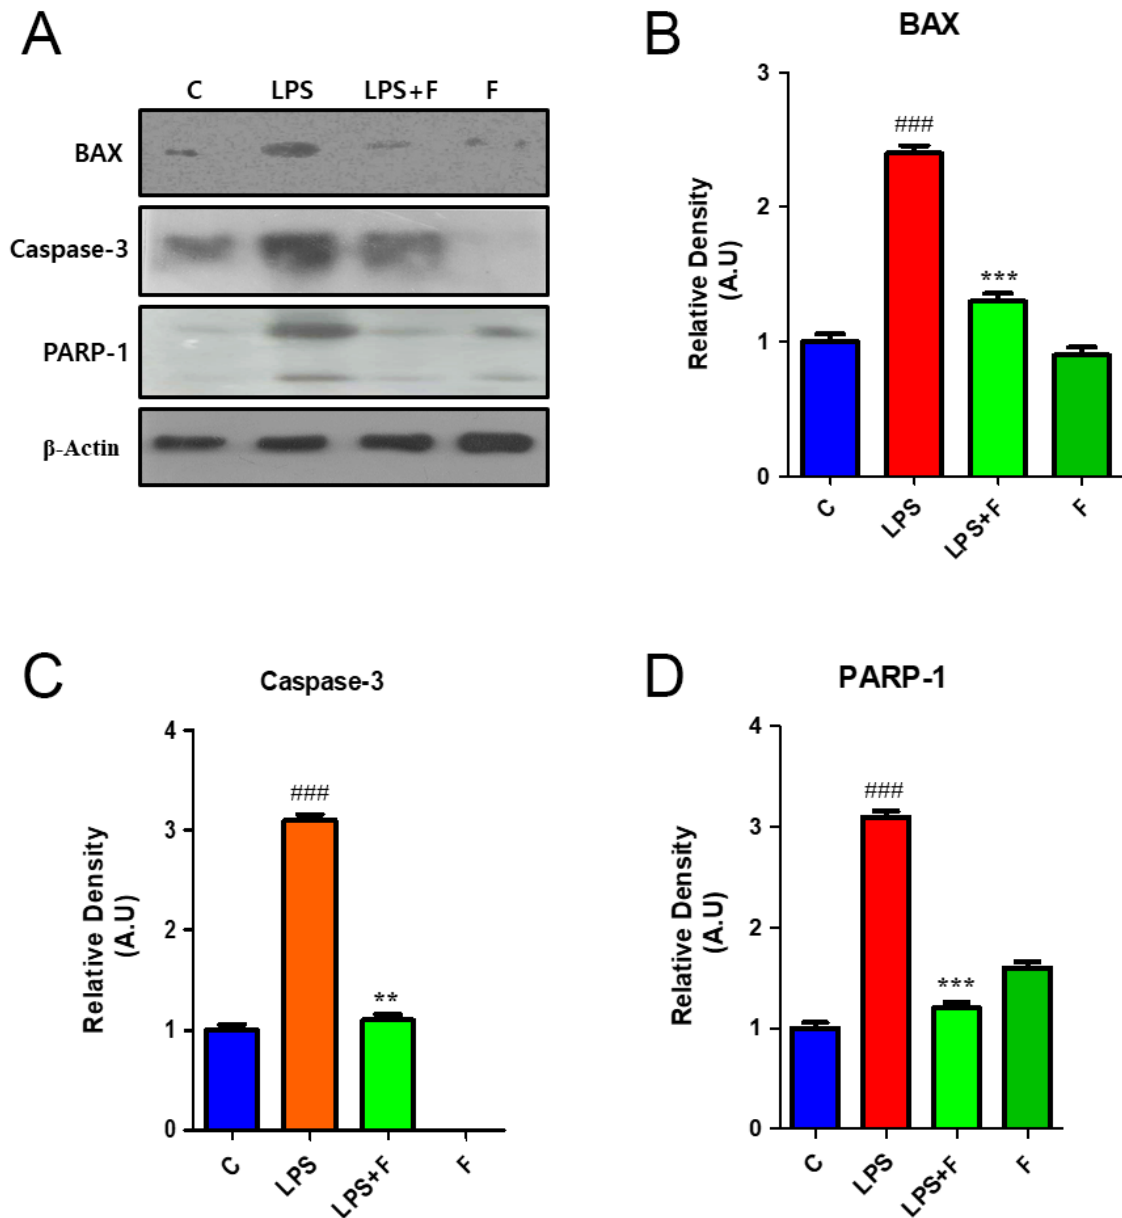 A
C LPS LPS+F F
BAX
Caspase-3
PARP-1
β-Actin
B
BAX
Relative Density
(A.U)
3
2
1
0
###
***
C LPS LPS+F F
C
Caspase-3
Relative Density
(A.U)
4
3
2
1
0
###
**
C LPS LPS+F F
D
PARP-1
Relative Density
(A.U)
4
3
2
1
0
###
***
C LPS LPS+F F